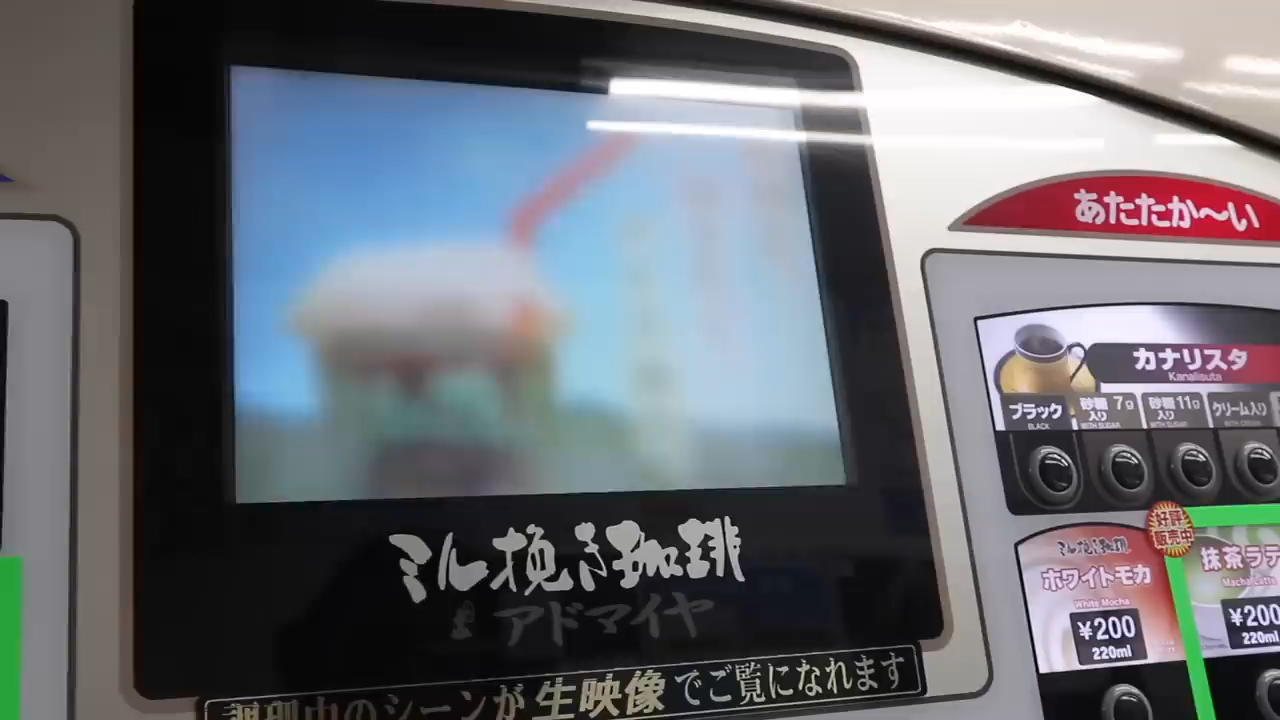 あたたか〜い
カナリスタ
Kanalisuta
ブラック
BLACK
砂糖 7g
入り
WITH SUGAR
砂糖 11g
入り
WITH SUGAR
クリーム入り
WITH CREAM
ミル挽き珈琲
アドマイヤ
調理中のシーンが生映像でご覧になれます
好評
販売中
ミル挽き珈琲
ホワイトモカ
White Mocha
¥200
220ml
抹茶ラテ
Macha Latte
¥200
220ml